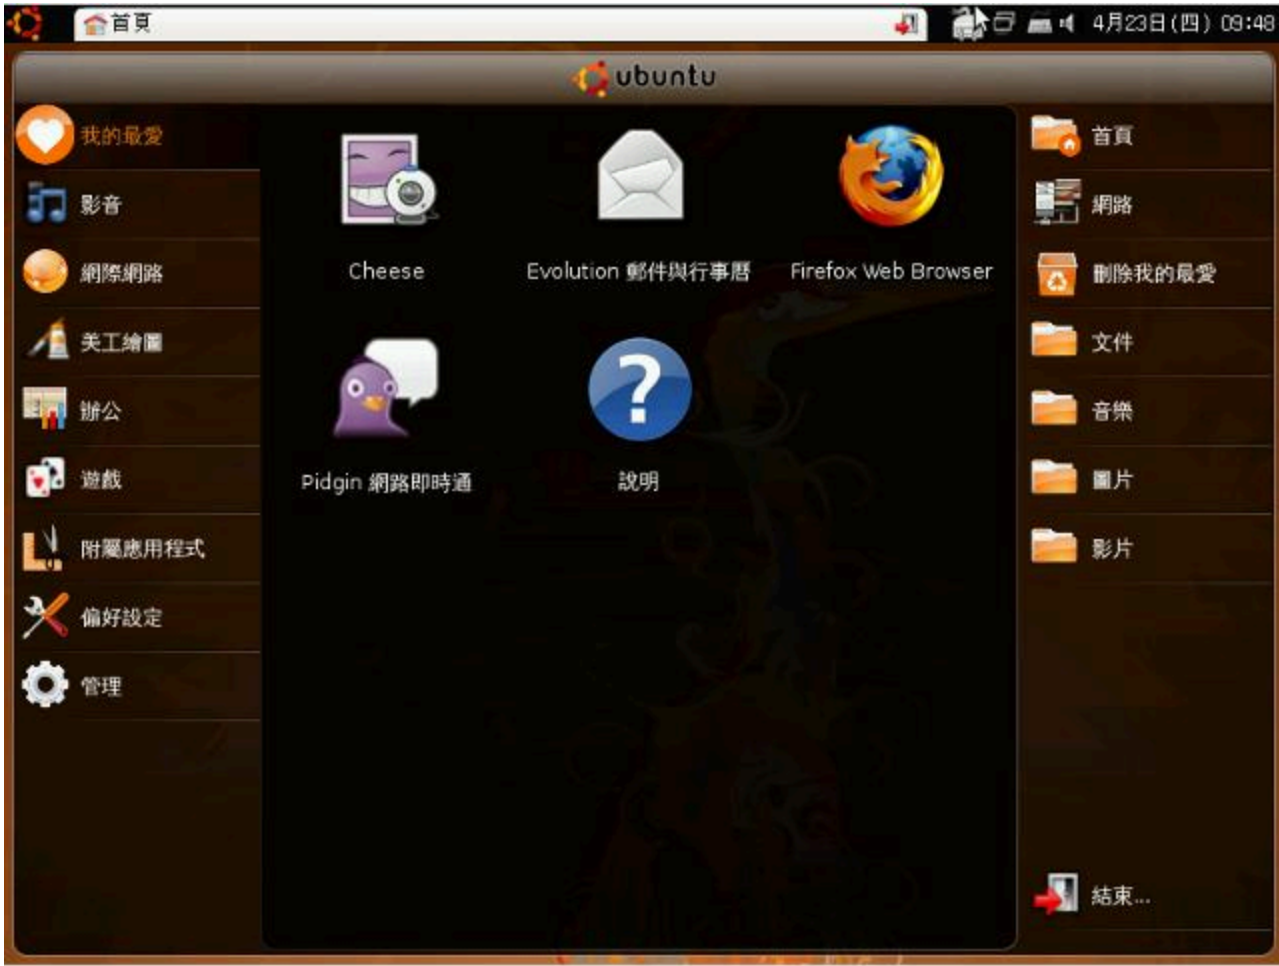 首頁
4月23日(四) 09:48
ubuntu
我的最愛
影音
網際網路
美工繪圖
辦公
遊戲
附屬應用程式
偏好設定
管理
Cheese
Evolution 郵件與行事曆
Firefox Web Browser
Pidgin 網路即時通
說明
首頁
網路
刪除我的最愛
文件
音樂
圖片
影片
結束...